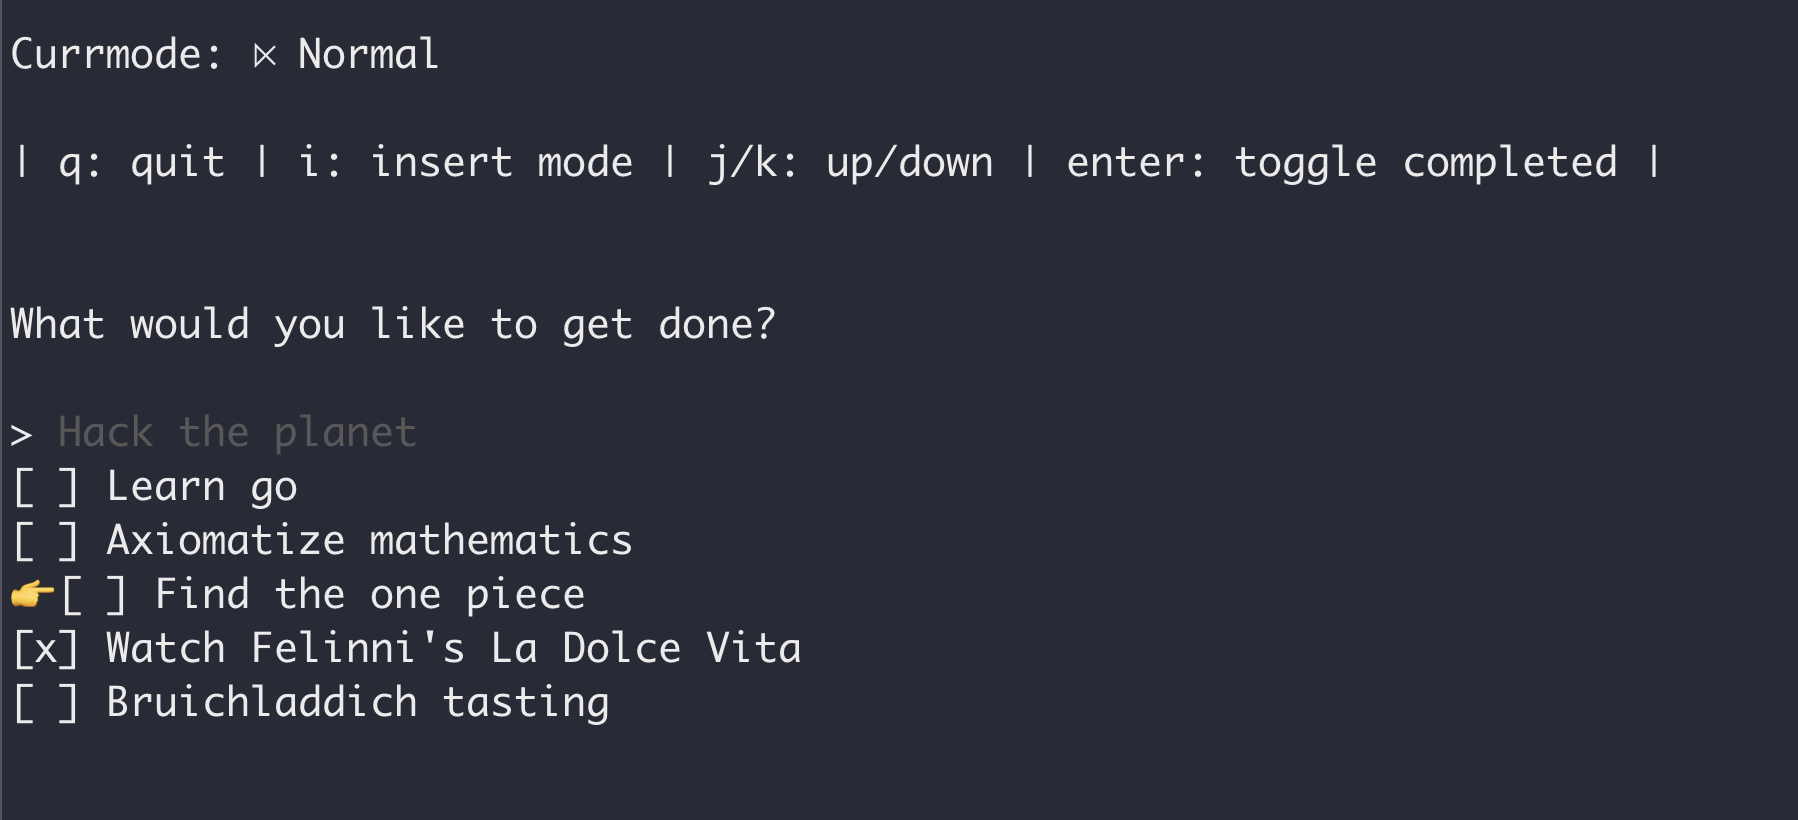 Currmode: ⪤ Normal
| q: quit | i: insert mode | j/k: up/down | enter: toggle completed |
What would you like to get done?
> Hack the planet
[ ] Learn go
[ ] Axiomatize mathematics
👉[ ] Find the one piece
[x] Watch Felinni's La Dolce Vita
[ ] Bruichladdich tasting